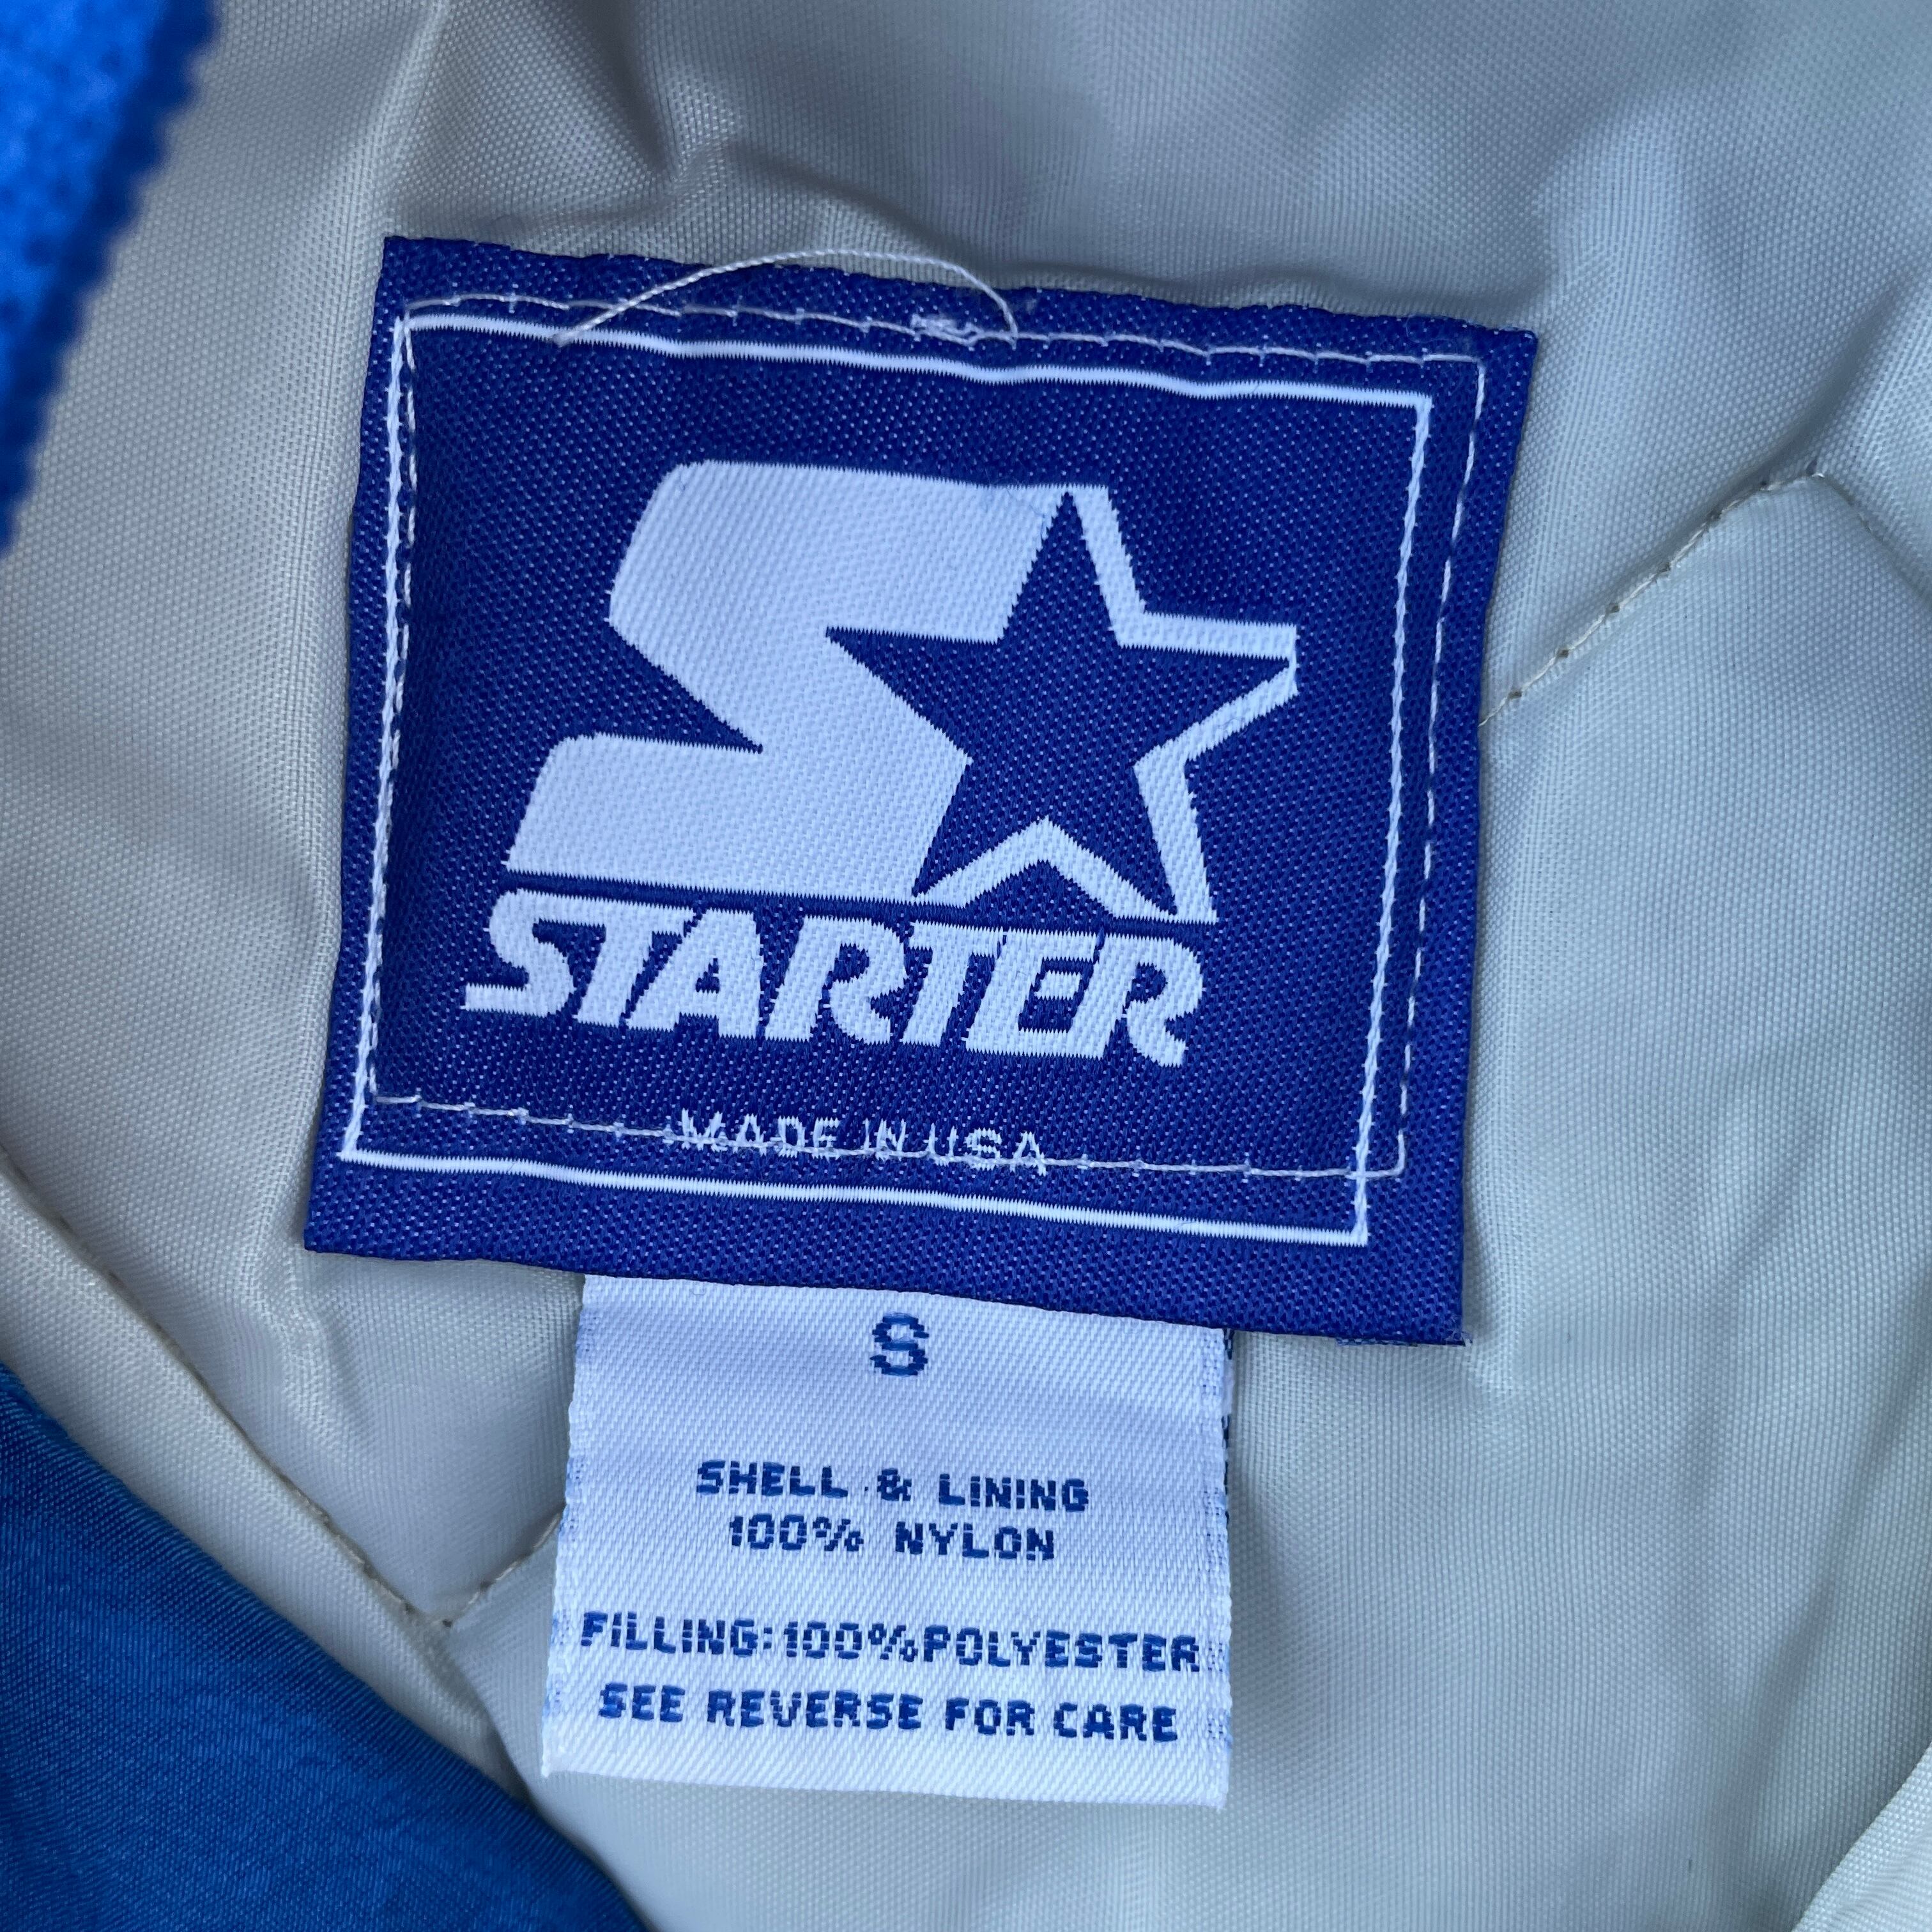 STARTER
MADE IN USA
S
SHELL & LINING
100% NYLON
FILLING: 100% POLYESTER
SEE REVERSE FOR CARE